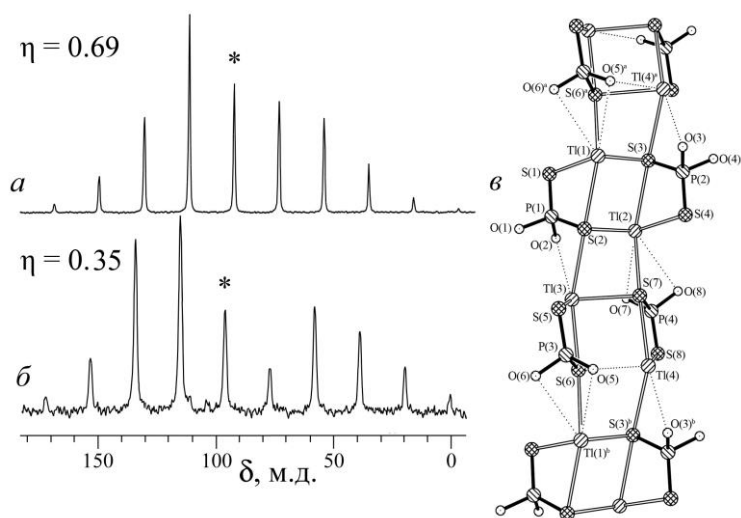 η = 0.69
*
а
η = 0.35
*
б
150
100
50
0
δ, м.д.
в
O(5)ª
O(6)ª
Tl(4)ª
S(6)ª
O(3)
Tl(1)
S(3)
O(4)
S(1)
P(2)
P(1)
Tl(2)
S(4)
O(1)
O(2)
S(2)
Tl(3)
S(7)
O(8)
S(5)
O(7)
P(4)
P(3)
S(8)
O(6)
S(6)
O(5)
Tl(4)
S(3)ᵇ
O(3)ᵇ
Tl(1)ᵇ